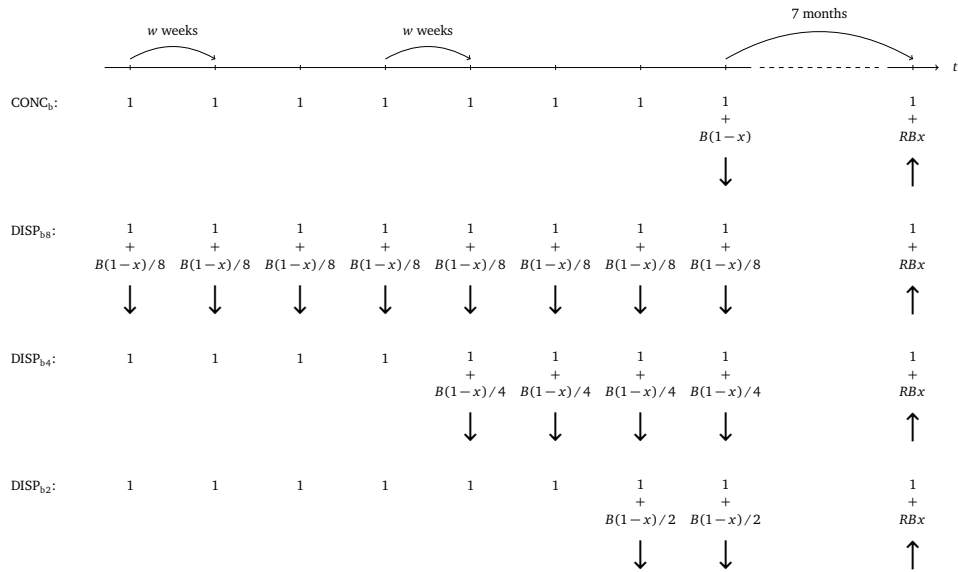 w weeks w weeks 7 months
t
CONC_b: 1 1 1 1 1 1 1 1 1
+ +
B(1−x) RBx
DISP_b8: 1 1 1 1 1 1 1 1 1
+ + + + + + + + +
B(1−x)/8 B(1−x)/8 B(1−x)/8 B(1−x)/8 B(1−x)/8 B(1−x)/8 B(1−x)/8 B(1−x)/8 RBx
DISP_b4: 1 1 1 1 1 1 1 1 1
+ + + + +
B(1−x)/4 B(1−x)/4 B(1−x)/4 B(1−x)/4 RBx
DISP_b2: 1 1 1 1 1 1 1 1 1
+ + +
B(1−x)/2 B(1−x)/2 RBx